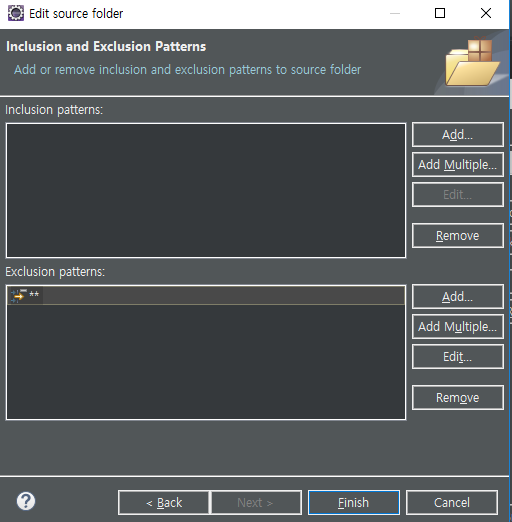 Edit source folder
Inclusion and Exclusion Patterns
Add or remove inclusion and exclusion patterns to source folder
Inclusion patterns:
Add...
Add Multiple...
Edit...
Remove
Exclusion patterns:
**
Add...
Add Multiple...
Edit...
Remove
?
< Back
Next >
Finish
Cancel